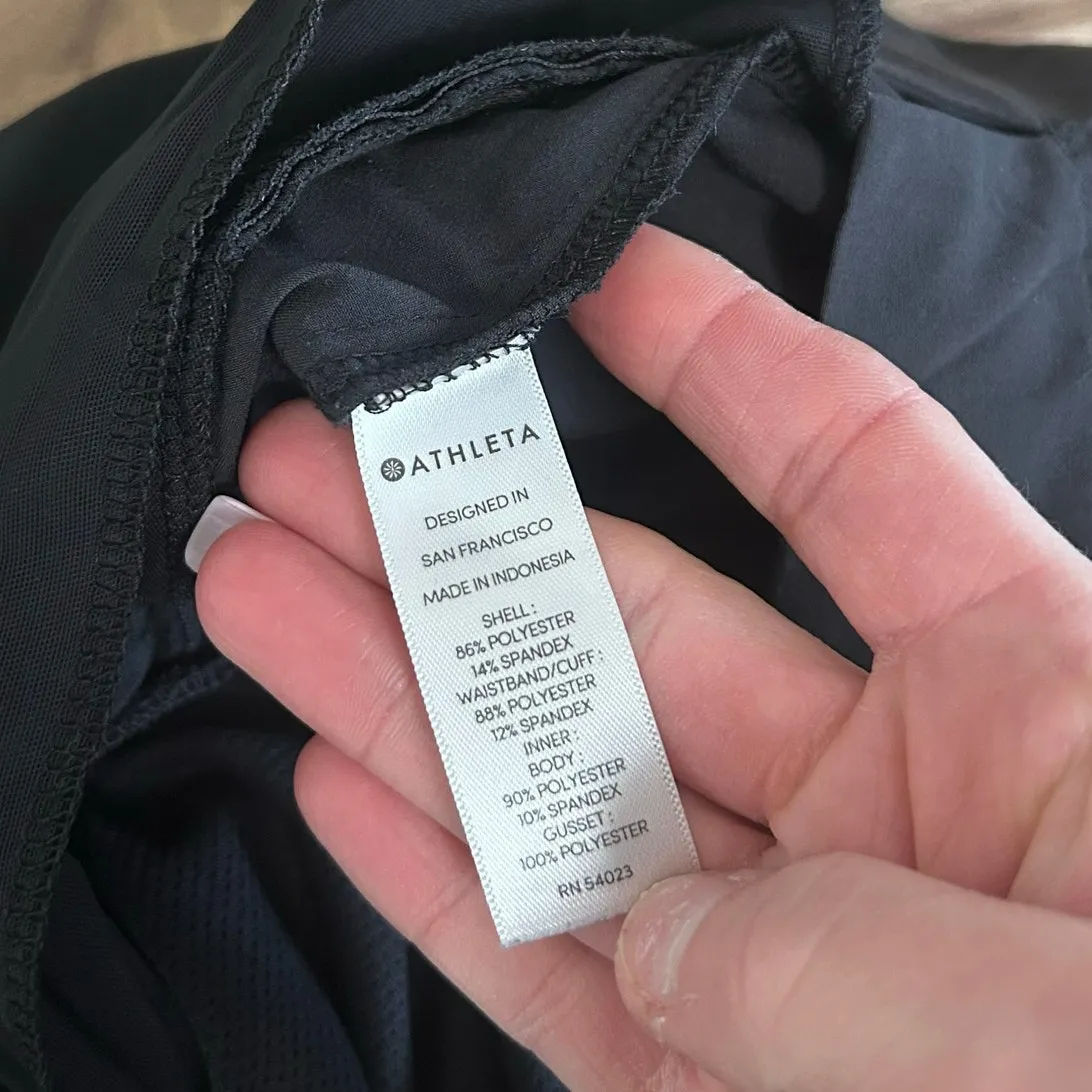 ATHLETA
DESIGNED IN
SAN FRANCISCO
MADE IN INDONESIA
SHELL :
86% POLYESTER
14% SPANDEX
WAISTBAND/CUFF :
88% POLYESTER
12% SPANDEX
INNER :
BODY :
90% POLYESTER
10% SPANDEX
GUSSET :
100% POLYESTER
RN 54023